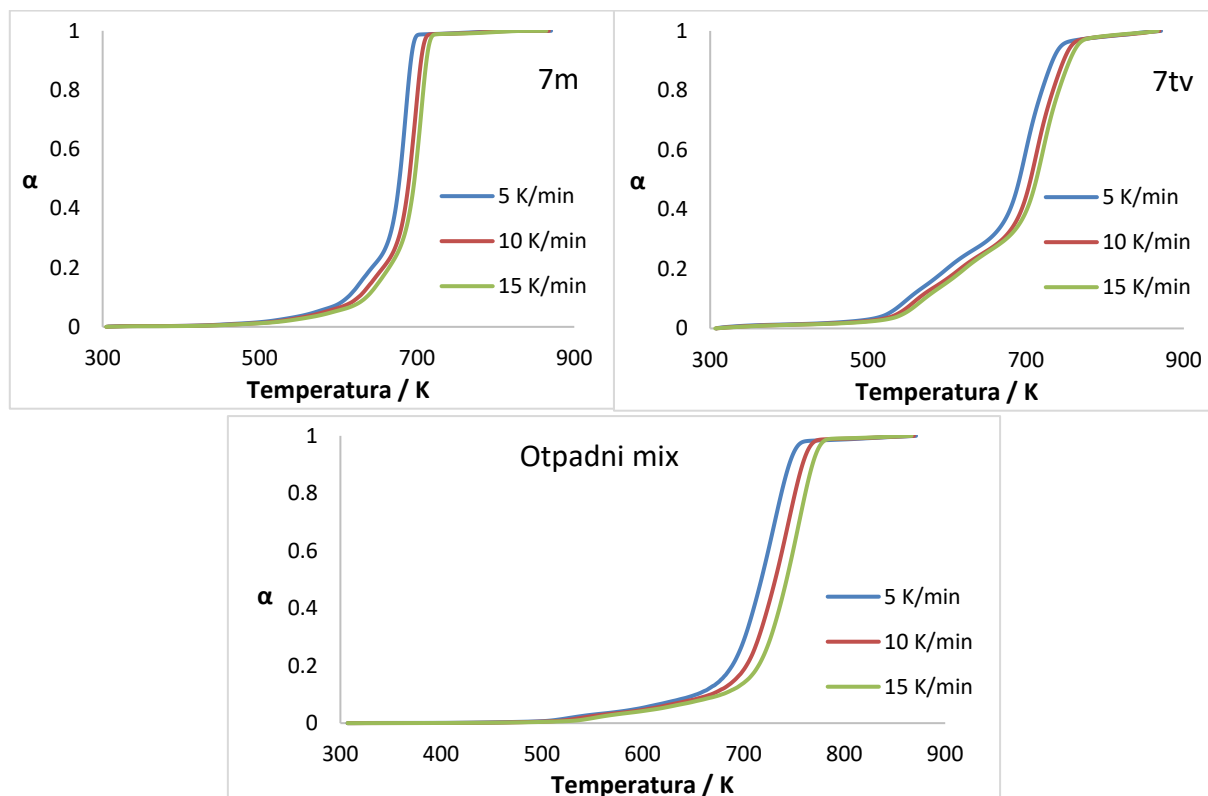 1
0.8
0.6
0.4
0.2
0
α
7m
5 K/min
10 K/min
15 K/min
300 500 700 900
Temperatura / K
1
0.8
0.6
0.4
0.2
0
α
7tv
5 K/min
10 K/min
15 K/min
300 500 700 900
Temperatura / K
1
0.8
0.6
0.4
0.2
0
α
Otpadni mix
5 K/min
10 K/min
15 K/min
300 400 500 600 700 800 900
Temperatura / K